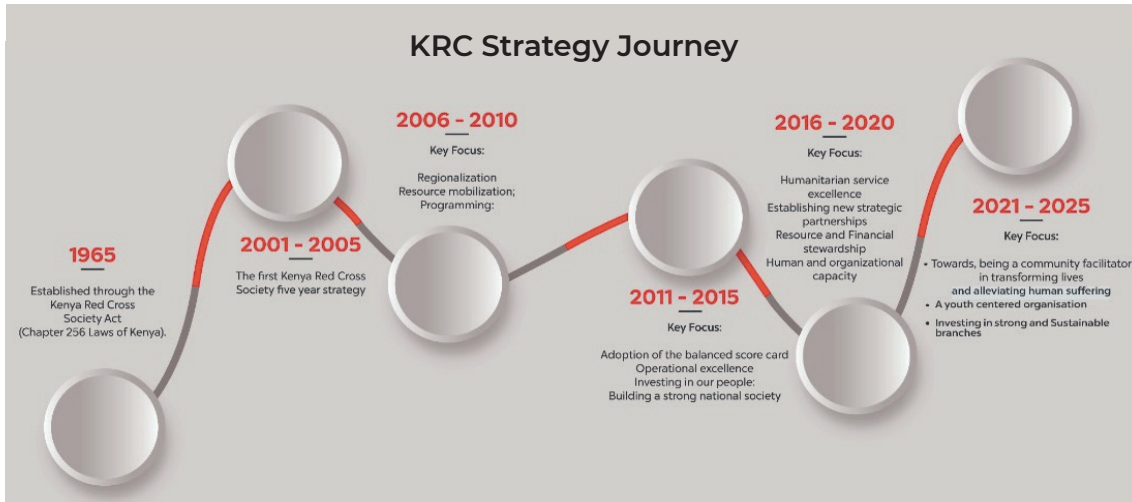 KRC Strategy Journey
1965
Established through the
Kenya Red Cross
Society Act
(Chapter 256 Laws of Kenya).
2001 - 2005
The first Kenya Red Cross
Society five year strategy
2006 - 2010
Key Focus:
Regionalization
Resource mobilization;
Programming:
2011 - 2015
Key Focus:
Adoption of the balanced score card
Operational excellence
Investing in our people:
Building a strong national society
2016 - 2020
Key Focus:
Humanitarian service
excellence
Establishing new strategic
partnerships
Resource and Financial
stewardship
Human and organizational
capacity
2021 - 2025
Key Focus:
• Towards, being a community facilitator
in transforming lives
and alleviating human suffering
• A youth centered organisation
• Investing in strong and Sustainable
branches